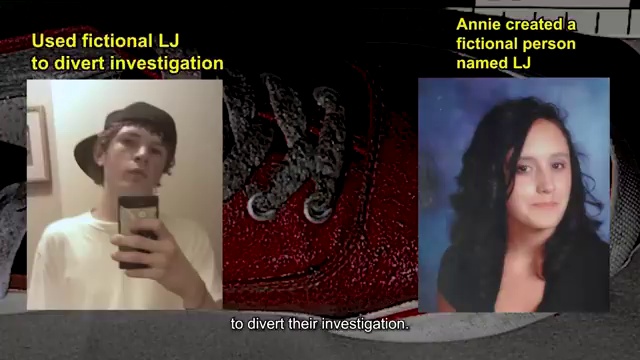 Used fictional LJ
to divert investigation
Annie created a
fictional person
named LJ
to divert their investigation.